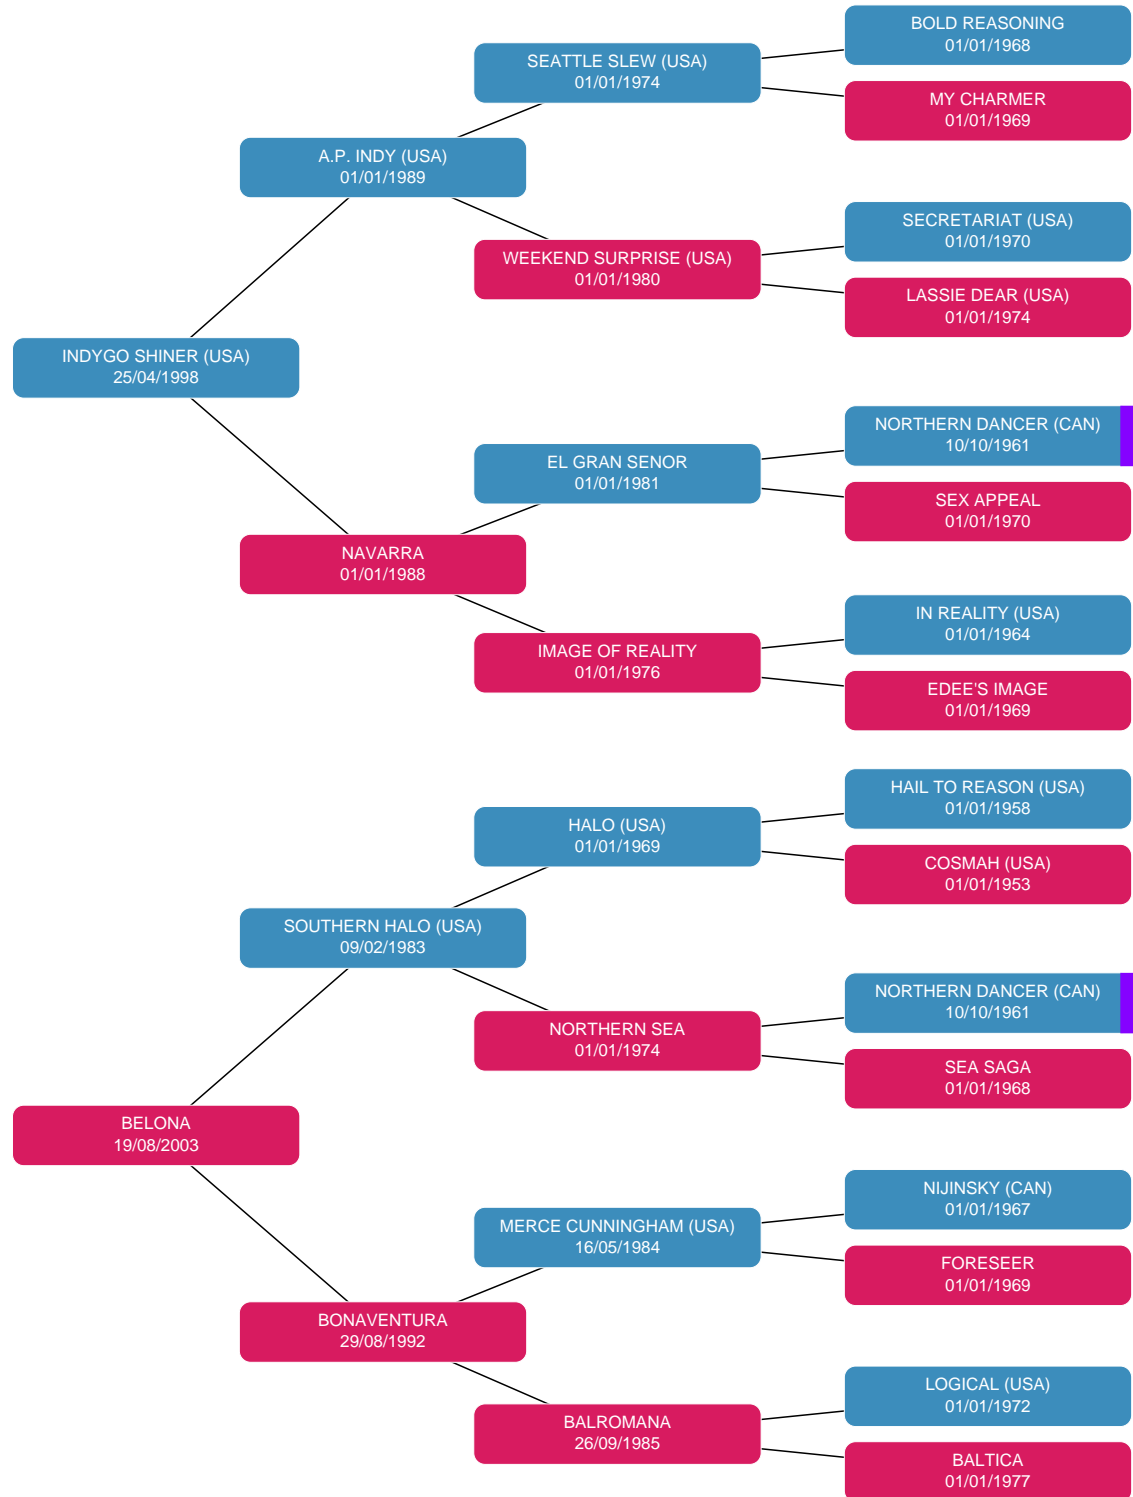 BOLD REASONING
01/01/1968
SEATTLE SLEW (USA)
01/01/1974
MY CHARMER
01/01/1969
A.P. INDY (USA)
01/01/1989
SECRETARIAT (USA)
01/01/1970
WEEKEND SURPRISE (USA)
01/01/1980
LASSIE DEAR (USA)
01/01/1974
INDYGO SHINER (USA)
25/04/1998
NORTHERN DANCER (CAN)
10/10/1961
EL GRAN SENOR
01/01/1981
SEX APPEAL
01/01/1970
NAVARRA
01/01/1988
IN REALITY (USA)
01/01/1964
IMAGE OF REALITY
01/01/1976
EDEE'S IMAGE
01/01/1969
HAIL TO REASON (USA)
01/01/1958
HALO (USA)
01/01/1969
COSMAH (USA)
01/01/1953
SOUTHERN HALO (USA)
09/02/1983
NORTHERN DANCER (CAN)
10/10/1961
NORTHERN SEA
01/01/1974
SEA SAGA
01/01/1968
BELONA
19/08/2003
NIJINSKY (CAN)
01/01/1967
MERCE CUNNINGHAM (USA)
16/05/1984
FORESEER
01/01/1969
BONAVENTURA
29/08/1992
LOGICAL (USA)
01/01/1972
BALROMANA
26/09/1985
BALTICA
01/01/1977